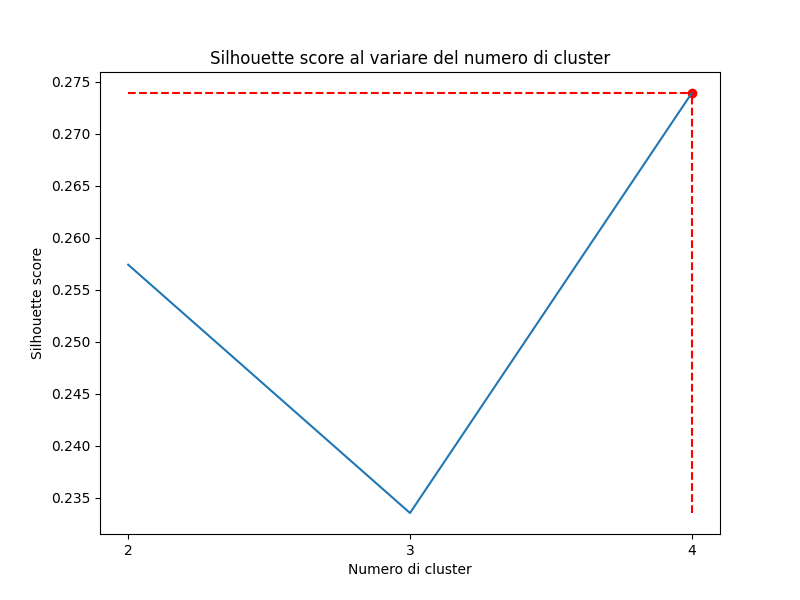 Silhouette score al variare del numero di cluster
0.275
0.270
0.265
0.260
0.255
0.250
0.245
0.240
0.235
Silhouette score
2 3 4
Numero di cluster